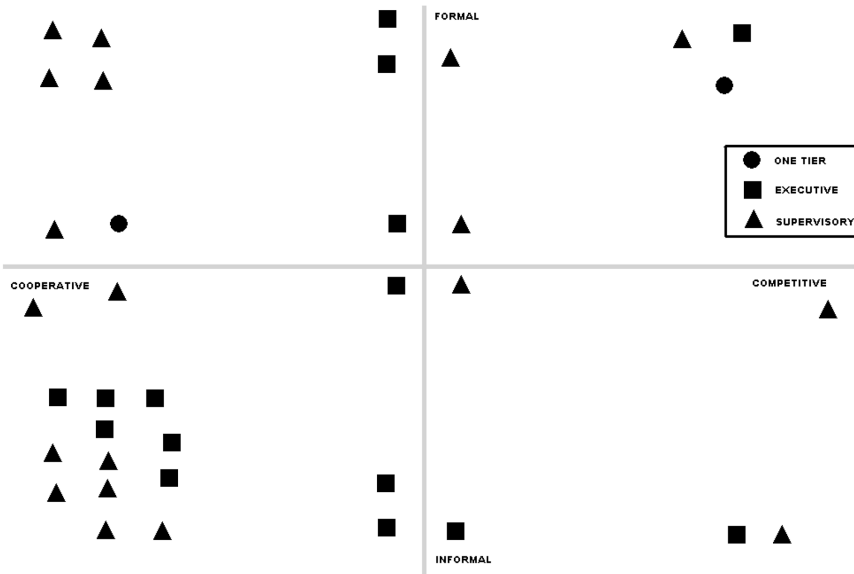 FORMAL
ONE TIER
EXECUTIVE
SUPERVISORY
COOPERATIVE
COMPETITIVE
INFORMAL